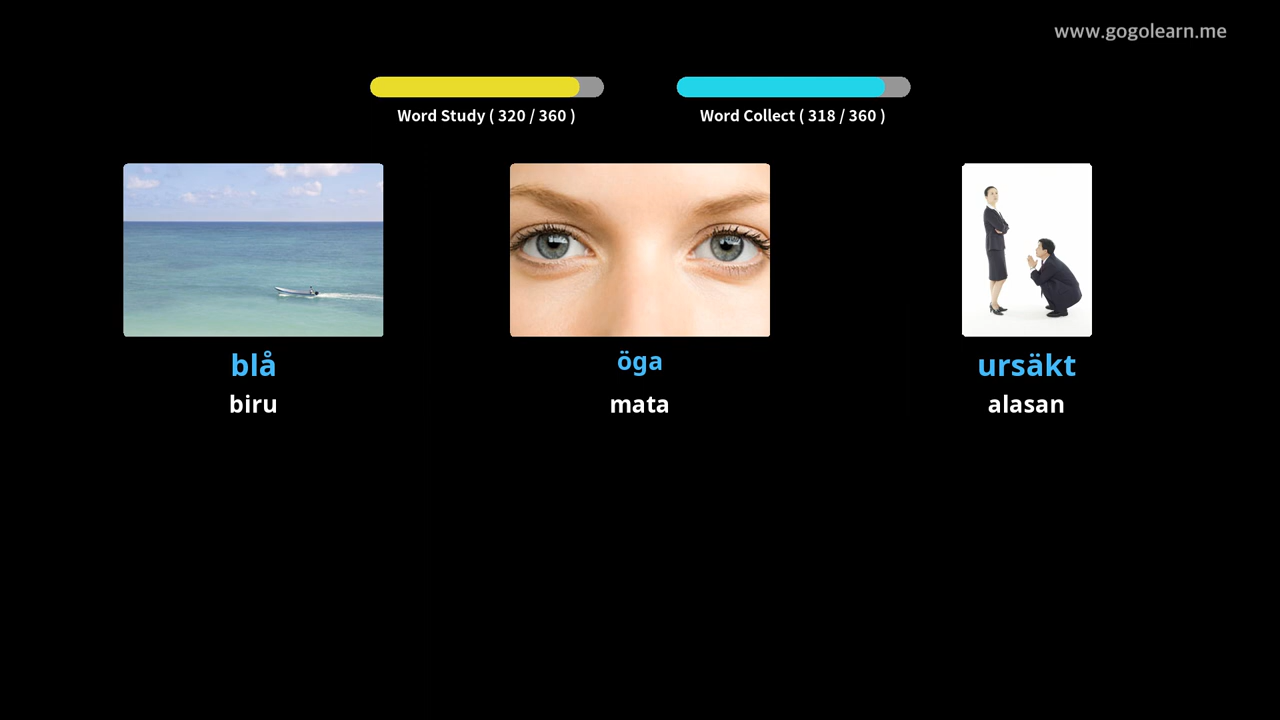 www.gogolearn.me
Word Study ( 320 / 360 )
Word Collect ( 318 / 360 )
blå
öga
ursäkt
biru
mata
alasan